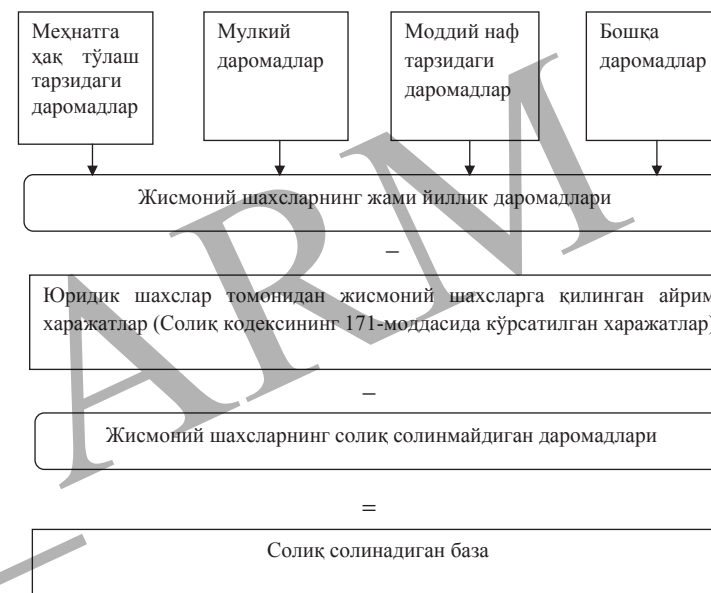 Меҳнатга
ҳақ тўлаш
тарзидаги
даромадлар
Мулкий
даромадлар
Моддий наф
тарзидаги
даромадлар
Бошқа
даромадлар
Жисмоний шахсларнинг жами йиллик даромадлари
–
Юридик шахслар томонидан жисмоний шахсларга қилинган айрим
харажатлар (Солиқ кодексининг 171-моддасида кўрсатилган харажатлар)
–
Жисмоний шахсларнинг солиқ солинмайдиган даромадлари
=
Солиқ солинадиган база
ARM